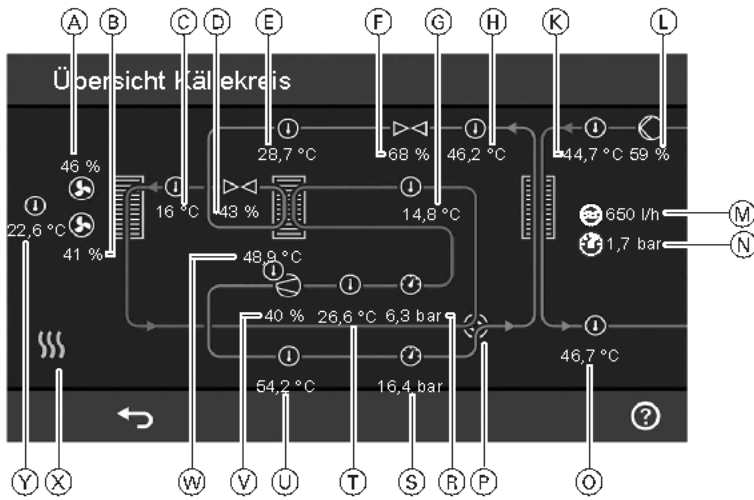 A B C D E F G H K L
Übersicht Kältekreis
28,7 °C 68 % 46,2 °C 44,7 °C 59 %
46 %
16 °C 43 % 14,8 °C
650 l/h M
22,6 °C
41 % 48,9 °C 1,7 bar N
40 % 26,6 °C 6,3 bar
46,7 °C
54,2 °C 16,4 bar
?
Y X W V U T S R P O